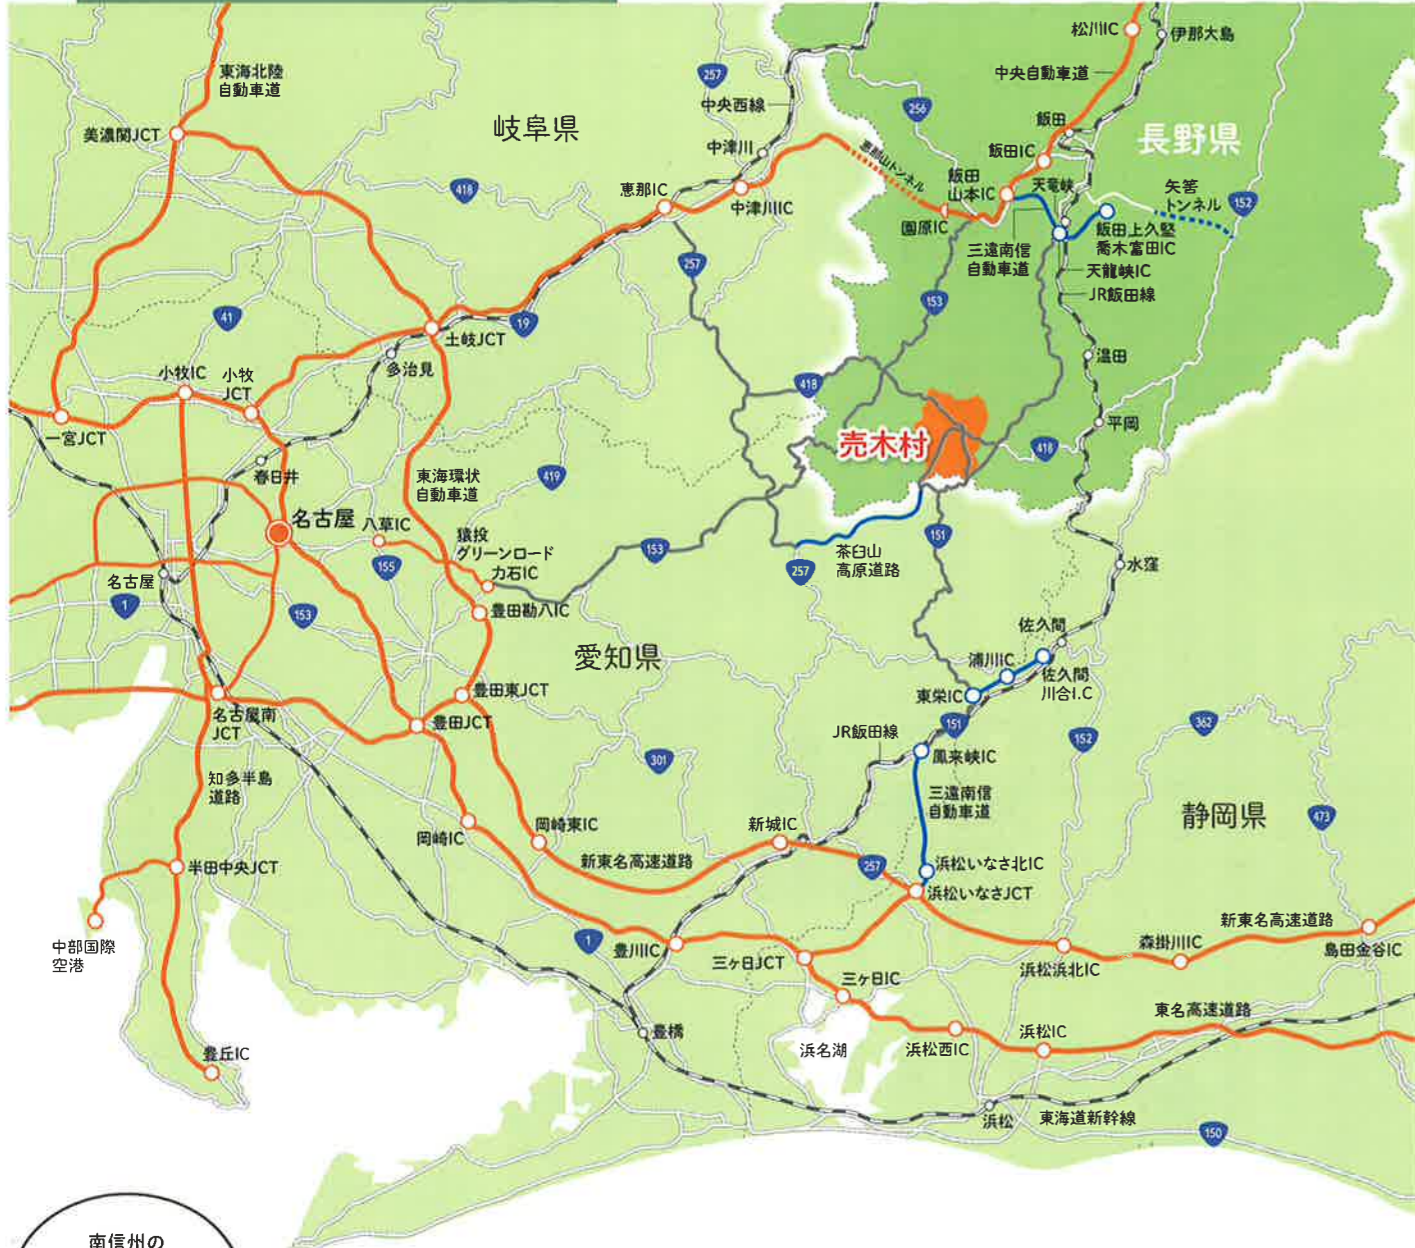 松川IC
伊那大島
東海北陸
自動車道
257
中央自動車道
中央西線
256
飯田
岐阜県
長野県
美濃関JCT
中津川
飯田IC
恵那山トンネル
418
恵那IC
中津川IC
飯田
山本IC
天竜峡
矢筈
トンネル
152
園原IC
飯田上久堅
喬木富田IC
三遠南信
自動車道
257
天龍峡IC
JR飯田線
153
41
19
土岐JCT
多治見
温田
小牧IC
小牧
JCT
418
一宮JCT
平岡
売木村
418
春日井
東海環状
自動車道
419
名古屋
八草IC
猿投
グリーンロード
力石IC
153
151
茶臼山
高原道路
257
155
水窪
名古屋
1
153
豊田勘八IC
佐久間
愛知県
浦川IC
佐久間
川合I.C
東栄IC
豊田東JCT
名古屋南
JCT
豊田JCT
151
152
362
JR飯田線
鳳来峡IC
301
知多半島
道路
三遠南信
自動車道
静岡県
473
岡崎IC
岡崎東IC
新城IC
新東名高速道路
257
浜松いなさ北IC
半田中央JCT
浜松いなさJCT
中部国際
空港
1
豊川IC
三ヶ日JCT
新東名高速道路
森掛川IC
浜松浜北IC
島田金谷IC
三ヶ日IC
東名高速道路
豊橋
浜名湖
浜松西IC
浜松IC
豊丘IC
浜松
東海道新幹線
150
南信州の